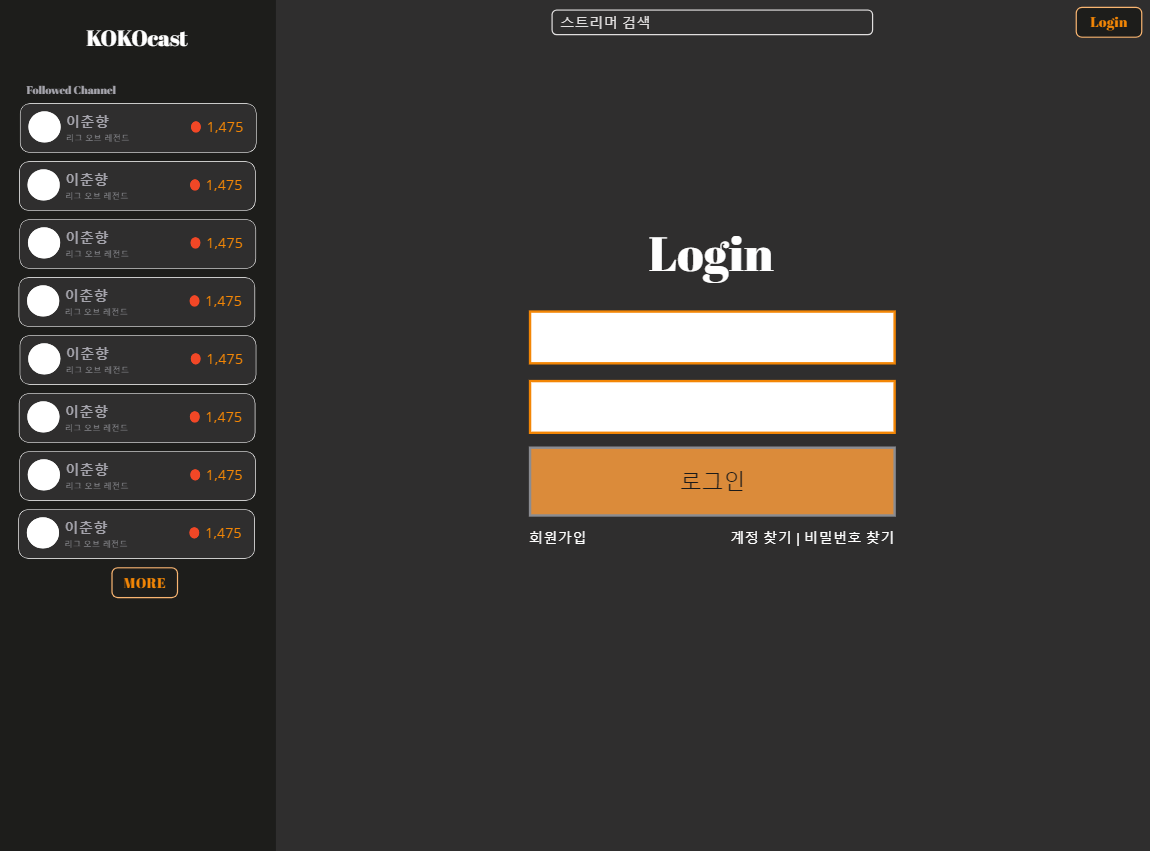 KOKOcast
스트리머 검색
Login
Followed Channel
이춘향
리그 오브 레전드
1,475
이춘향
리그 오브 레전드
1,475
이춘향
리그 오브 레전드
1,475
이춘향
리그 오브 레전드
1,475
이춘향
리그 오브 레전드
1,475
이춘향
리그 오브 레전드
1,475
이춘향
리그 오브 레전드
1,475
이춘향
리그 오브 레전드
1,475
MORE
Login
로그인
회원가입
계정 찾기 | 비밀번호 찾기